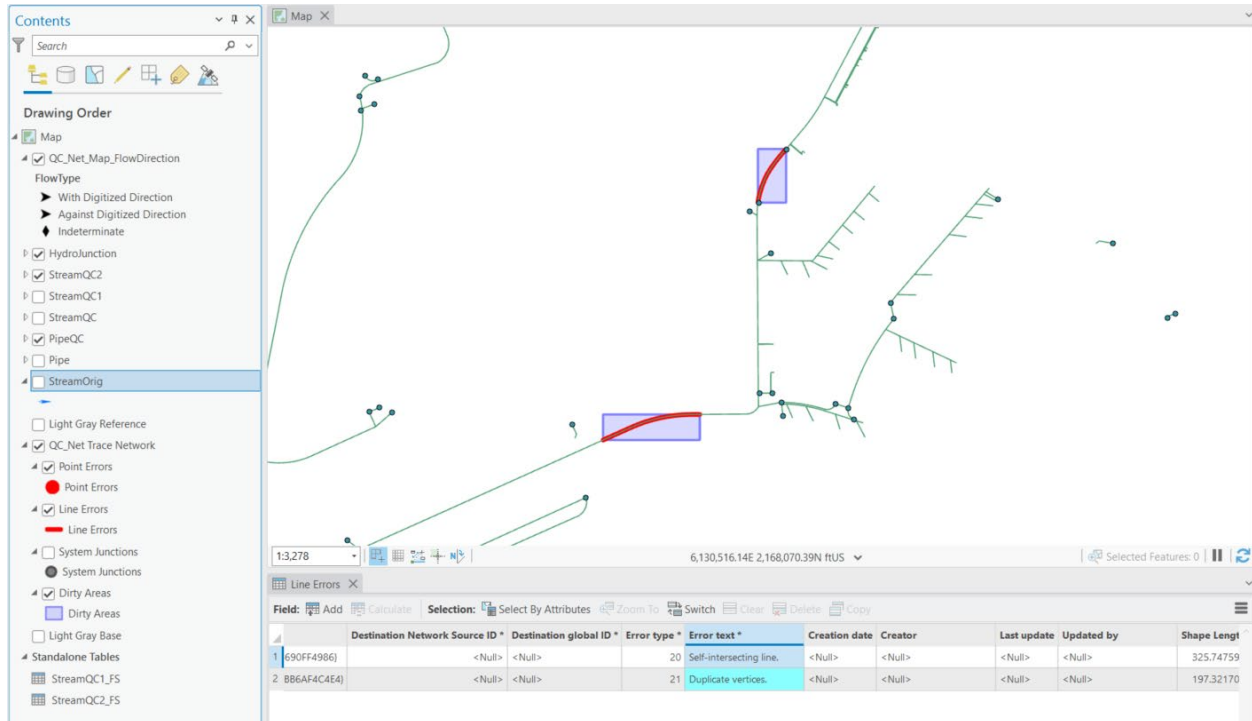 Contents
Map
Search
Drawing Order
Map
QC_Net_Map_FlowDirection
FlowType
With Digitized Direction
Against Digitized Direction
Indeterminate
HydroJunction
StreamQC2
StreamQC1
StreamQC
PipeQC
Pipe
StreamOrig
Light Gray Reference
QC_Net Trace Network
Point Errors
Point Errors
Line Errors
Line Errors
System Junctions
System Junctions
Dirty Areas
Dirty Areas
Light Gray Base
Standalone Tables
StreamQC1_FS
StreamQC2_FS
1:3,278 6,130,516.14E 2,168,070.39N ftUS Selected Features: 0
Line Errors
Field: Add Calculate Selection: Select By Attributes Zoom To Switch Clear Delete Copy
Destination Network Source ID * Destination global ID * Error type * Error text * Creation date Creator Last update Updated by Shape Lengt
1 690FF4986} <Null> <Null> 20 Self-intersecting line. <Null> <Null> <Null> <Null> 325.74759
2 BB6AF4C4E4} <Null> <Null> 21 Duplicate vertices. <Null> <Null> <Null> <Null> 197.32170